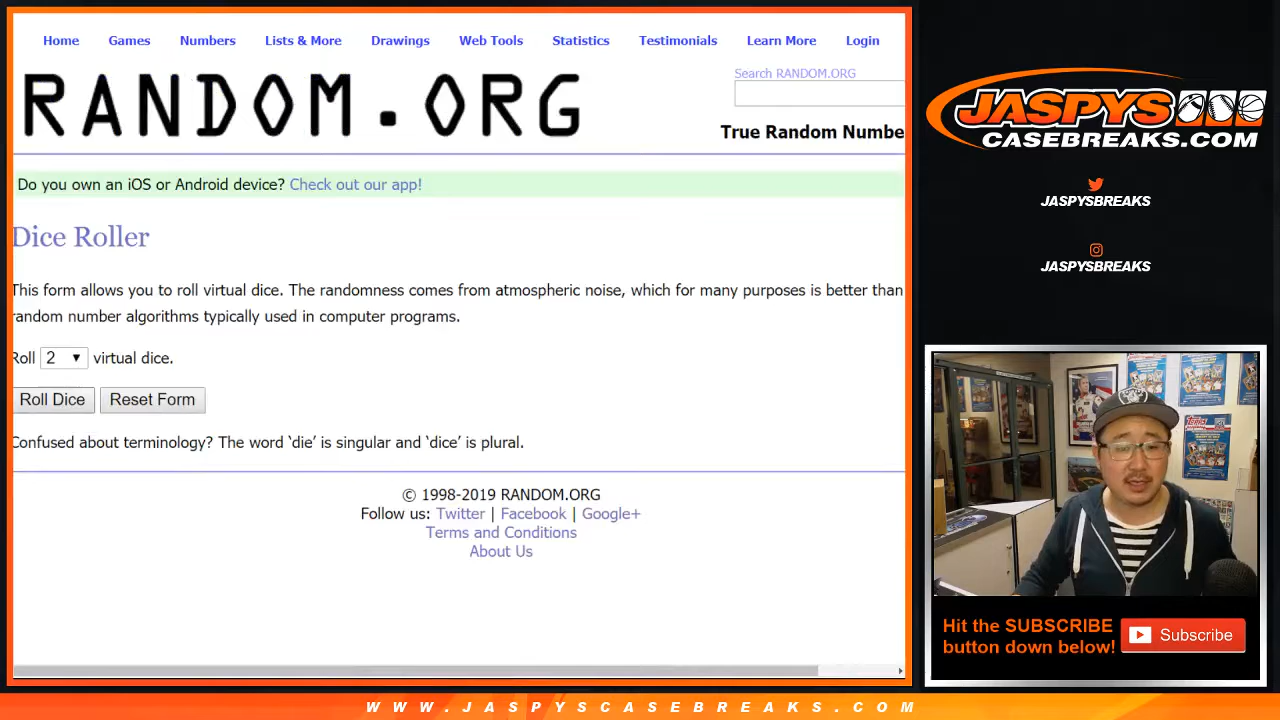 Home Games Numbers Lists & More Drawings Web Tools Statistics Testimonials Learn More Login
RANDOM.ORG
Search RANDOM.ORG
True Random Numbe
Do you own an iOS or Android device? Check out our app!
Dice Roller
This form allows you to roll virtual dice. The randomness comes from atmospheric noise, which for many purposes is better than
random number algorithms typically used in computer programs.
Roll 2 virtual dice.
Roll Dice Reset Form
Confused about terminology? The word ‘die’ is singular and ‘dice’ is plural.
© 1998-2019 RANDOM.ORG
Follow us: Twitter | Facebook | Google+
Terms and Conditions
About Us
JASPYS
CASEBREAKS.COM
JASPYSBREAKS
JASPYSBREAKS
Hit the SUBSCRIBE
button down below!
Subscribe
WWW.JASPYSCASEBREAKS.COM